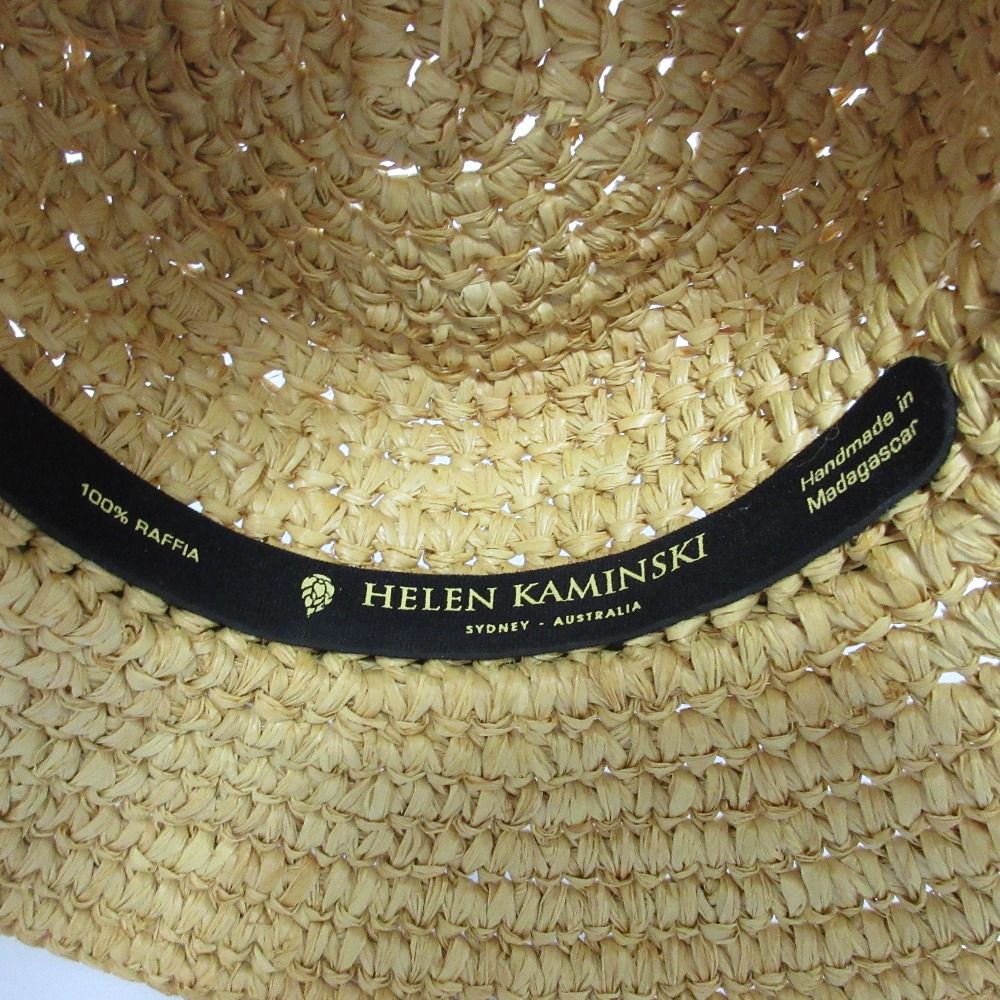 100% RAFFIA
HELEN KAMINSKI
SYDNEY - AUSTRALIA
Handmade in
Madagascar